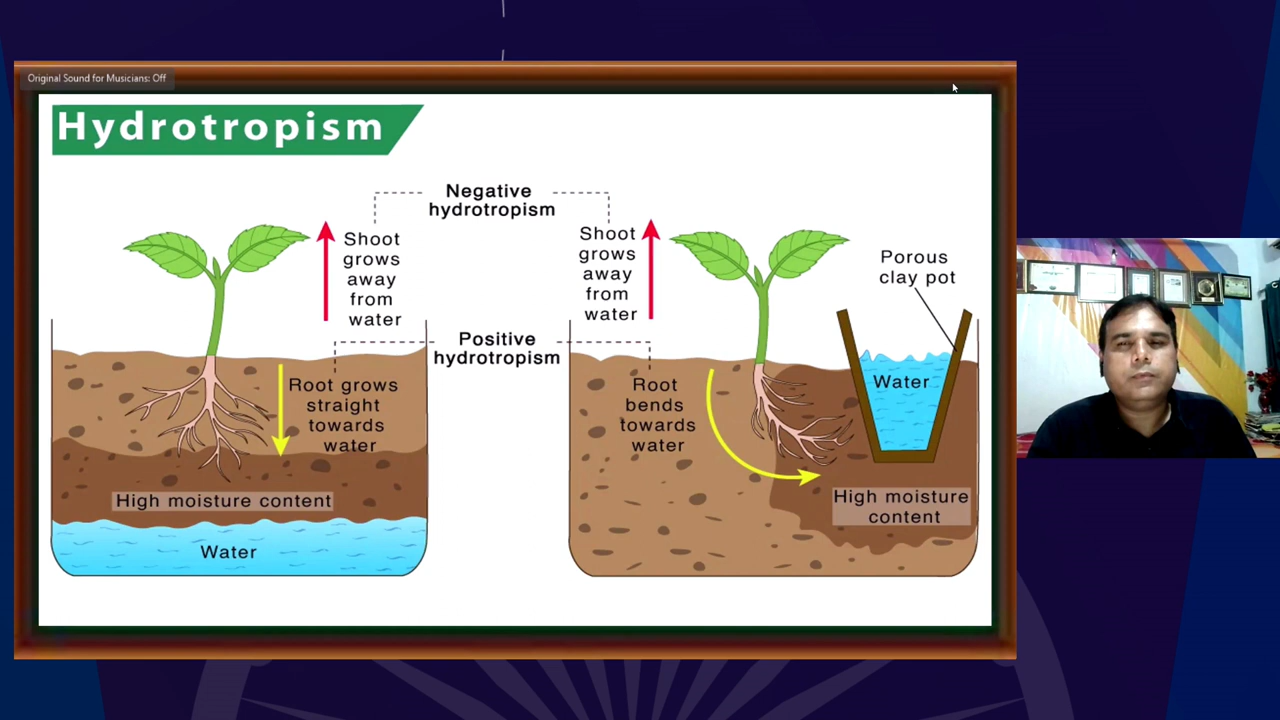 Original Sound for Musicians: Off
Hydrotropism
Negative
hydrotropism
Shoot
grows
away
from
water
Shoot
grows
away
from
water
Porous
clay pot
Positive
hydrotropism
Root grows
straight
towards
water
Root
bends
towards
water
Water
High moisture content
High moisture
content
Water